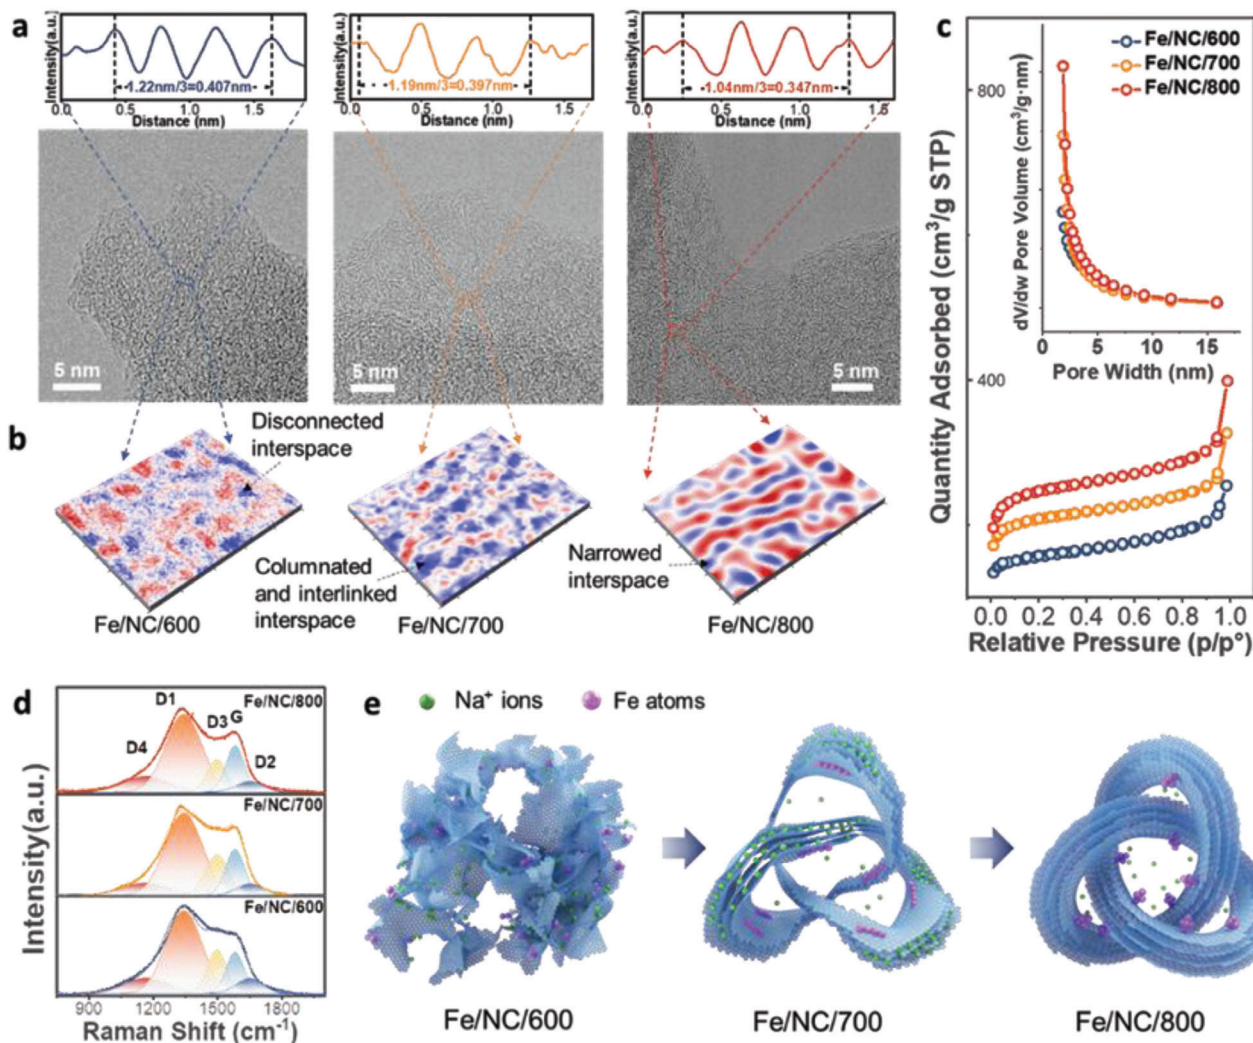 a
Intensity(a.u.)
1.22nm/3=0.407nm
0.0 0.5 1.0 1.5
Distance (nm)
Intensity(a.u.)
1.19nm/3=0.397nm
0.0 0.5 1.0 1.5
Distance (nm)
Intensity(a.u.)
1.04nm/3=0.347nm
0.0 0.5 1.0 1.5
Distance (nm)
5 nm
5 nm
5 nm
b
Disconnected
interspace
Columnated
and interlinked
interspace
Narrowed
interspace
Fe/NC/600
Fe/NC/700
Fe/NC/800
c
Quantity Adsorbed (cm³/g STP)
800
400
Fe/NC/600
Fe/NC/700
Fe/NC/800
dV/dw Pore Volume (cm³/g·nm)
0 5 10 15
Pore Width (nm)
0.0 0.2 0.4 0.6 0.8 1.0
Relative Pressure (p/p°)
d
Intensity(a.u.)
D1
Fe/NC/800
D3 G
D4
D2
Fe/NC/700
Fe/NC/600
900 1200 1500 1800
Raman Shift (cm⁻¹)
e
Na⁺ ions
Fe atoms
Fe/NC/600
Fe/NC/700
Fe/NC/800